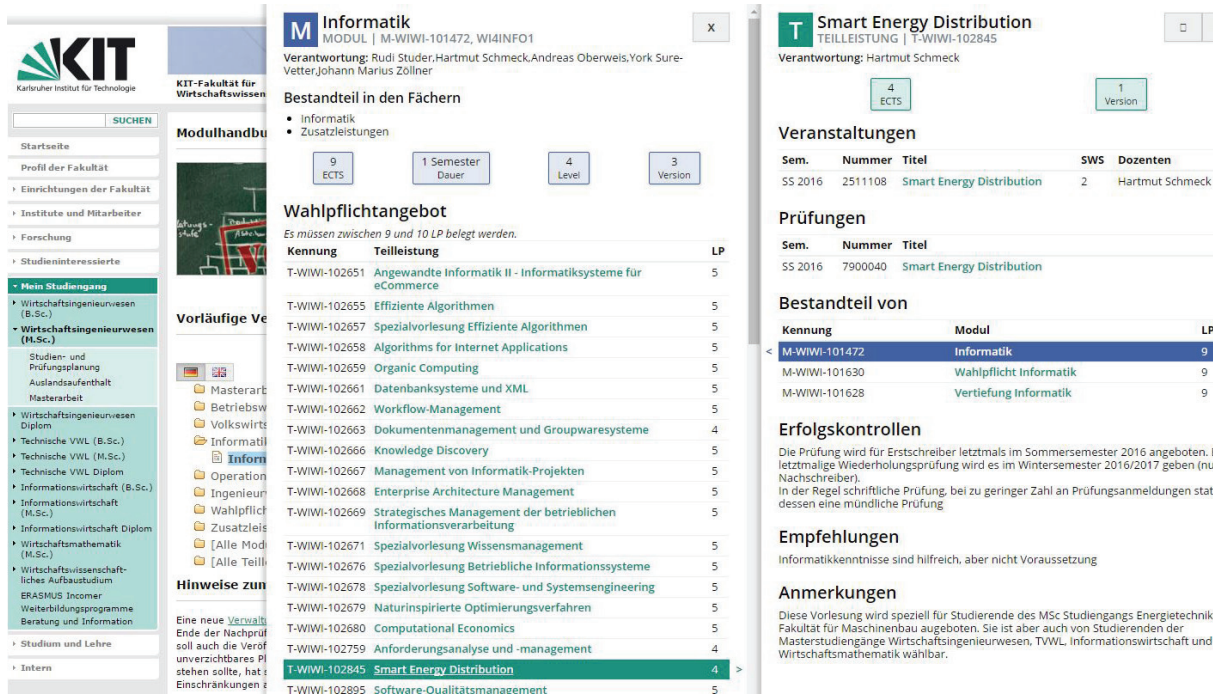 KIT
Karlsruher Institut für Technologie
SUCHEN
Startseite
Profil der Fakultät
Einrichtungen der Fakultät
Institute und Mitarbeiter
Forschung
Studieninteressierte
Mein Studiengang
Wirtschaftsingenieurwesen
(B.Sc.)
Wirtschaftsingenieurwesen
(M.Sc.)
Studien- und
Prüfungsplanung
Auslandsaufenthalt
Masterarbeit
Wirtschaftsingenieurwesen
Diplom
Technische VWL (B.Sc.)
Technische VWL (M.Sc.)
Technische VWL Diplom
Informationswirtschaft (B.Sc.)
Informationswirtschaft
(M.Sc.)
Informationswirtschaft Diplom
Wirtschaftsmathematik
(M.Sc.)
Wirtschaftswissenschaft-
liches Aufbaustudium
ERASMUS Incomer
Weiterbildungsprogramme
Beratung und Information
Studium und Lehre
Intern
KIT-Fakultät für
Wirtschaftswissen
Modulhandbu
Vorläufige Ve
Masterarb
Betriebsw
Volkswirts
Informatik
Inform
Operation
Ingenieur
Wahlpflich
Zusatzleis
[Alle Mod
[Alle Teill
Hinweise zum
Eine neue Verwalt
Ende der Nachprüf
soll auch die Veröf
unverzichtbares Pl
stehen sollte, hat s
Einschränkungen a
M Informatik X
MODUL | M-WIWI-101472, WI4INFO1
Verantwortung: Rudi Studer,Hartmut Schmeck,Andreas Oberweis,York Sure-
Vetter,Johann Marius Zöllner
Bestandteil in den Fächern
• Informatik
• Zusatzleistungen
9 1 Semester 4 3
ECTS Dauer Level Version
Wahlpflichtangebot
Es müssen zwischen 9 und 10 LP belegt werden.
Kennung Teilleistung LP
T-WIWI-102651 Angewandte Informatik II - Informatiksysteme für 5
eCommerce
T-WIWI-102655 Effiziente Algorithmen 5
T-WIWI-102657 Spezialvorlesung Effiziente Algorithmen 5
T-WIWI-102658 Algorithms for Internet Applications 5
T-WIWI-102659 Organic Computing 5
T-WIWI-102661 Datenbanksysteme und XML 5
T-WIWI-102662 Workflow-Management 5
T-WIWI-102663 Dokumentenmanagement und Groupwaresysteme 4
T-WIWI-102666 Knowledge Discovery 5
T-WIWI-102667 Management von Informatik-Projekten 5
T-WIWI-102668 Enterprise Architecture Management 5
T-WIWI-102669 Strategisches Management der betrieblichen 5
Informationsverarbeitung
T-WIWI-102671 Spezialvorlesung Wissensmanagement 5
T-WIWI-102676 Spezialvorlesung Betriebliche Informationssysteme 5
T-WIWI-102678 Spezialvorlesung Software- und Systemsengineering 5
T-WIWI-102679 Naturinspirierte Optimierungsverfahren 5
T-WIWI-102680 Computational Economics 5
T-WIWI-102759 Anforderungsanalyse und -management 4
T-WIWI-102845 Smart Energy Distribution 4 >
T-WIWI-102895 Software-Qualitätsmanagement 5
T Smart Energy Distribution
TEILLEISTUNG | T-WIWI-102845
Verantwortung: Hartmut Schmeck
4 1
ECTS Version
Veranstaltungen
Sem. Nummer Titel SWS Dozenten
SS 2016 2511108 Smart Energy Distribution 2 Hartmut Schmeck
Prüfungen
Sem. Nummer Titel
SS 2016 7900040 Smart Energy Distribution
Bestandteil von
Kennung Modul LP
< M-WIWI-101472 Informatik 9
M-WIWI-101630 Wahlpflicht Informatik 9
M-WIWI-101628 Vertiefung Informatik 9
Erfolgskontrollen
Die Prüfung wird für Erstschreiber letztmals im Sommersemester 2016 angeboten.
letztmalige Wiederholungsprüfung wird es im Wintersemester 2016/2017 geben (nu
Nachschreiber).
In der Regel schriftliche Prüfung, bei zu geringer Zahl an Prüfungsanmeldungen stat
dessen eine mündliche Prüfung
Empfehlungen
Informatikkenntnisse sind hilfreich, aber nicht Voraussetzung
Anmerkungen
Diese Vorlesung wird speziell für Studierende des MSc Studiengangs Energietechnik
Fakultät für Maschinenbau augeboten. Sie ist aber auch von Studierenden der
Masterstudiengänge Wirtschaftsingenieurwesen, TVWL, Informationswirtschaft und
Wirtschaftsmathematik wählbar.